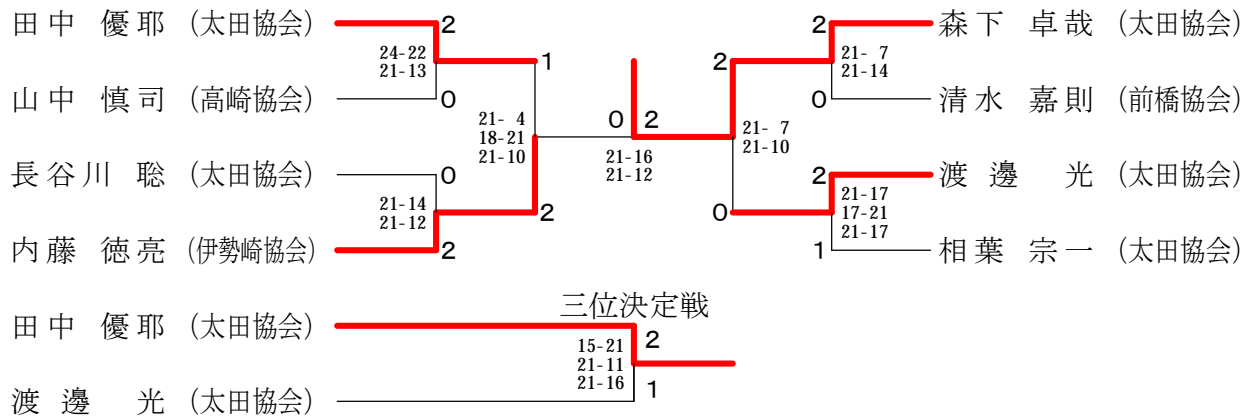 田中 優耶 (太田協会) 2
24-22
21-13
山中 慎司 (高崎協会) 0
1
21- 4
18-21
21-10
2
長谷川 聡 (太田協会) 0
21-14
21-12
内藤 徳亮 (伊勢崎協会) 2
0 2
21-16
21-12
2 森下 卓哉 (太田協会)
21- 7
21-14
0 清水 嘉則 (前橋協会)
2
21- 7
21-10
0
2 渡邊 光 (太田協会)
21-17
17-21
21-17
1 相葉 宗一 (太田協会)
三位決定戦
田中 優耶 (太田協会) 2
15-21
21-11
21-16
渡邊 光 (太田協会) 1